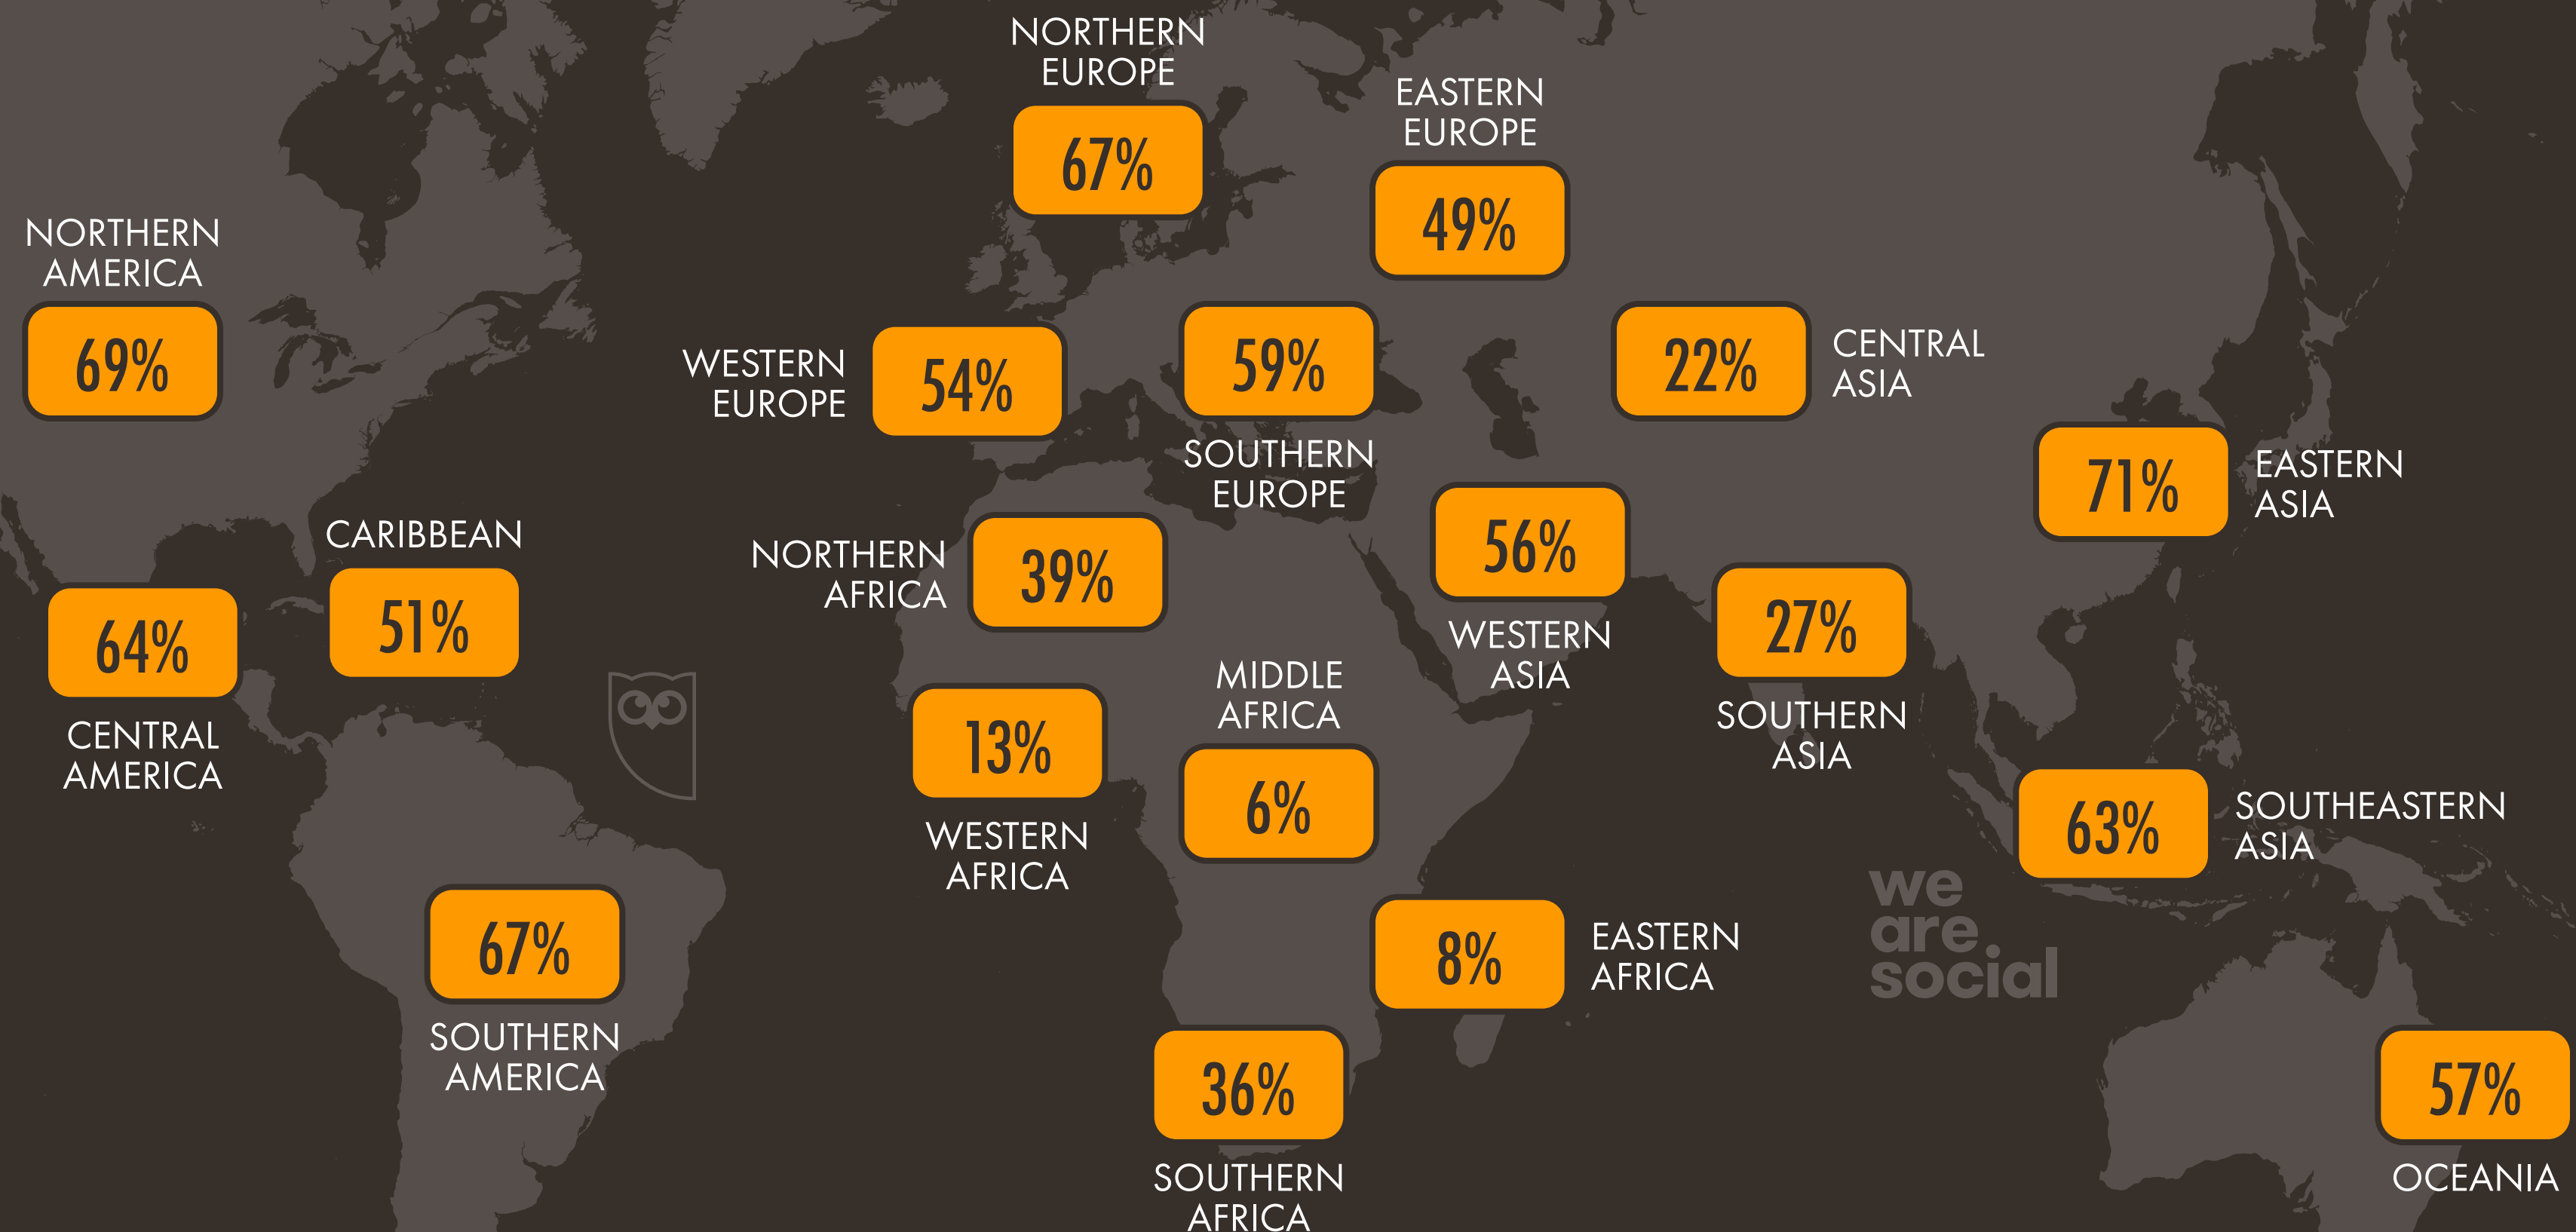 NORTHERN
EUROPE
67%
EASTERN
EUROPE
49%
NORTHERN
AMERICA
69%
WESTERN
EUROPE
54%
59%
SOUTHERN
EUROPE
22%
CENTRAL
ASIA
71%
EASTERN
ASIA
CARIBBEAN
51%
NORTHERN
AFRICA
39%
56%
WESTERN
ASIA
27%
SOUTHERN
ASIA
64%
CENTRAL
AMERICA
13%
WESTERN
AFRICA
MIDDLE
AFRICA
6%
63%
SOUTHEASTERN
ASIA
67%
SOUTHERN
AMERICA
8%
EASTERN
AFRICA
we
are
social
36%
SOUTHERN
AFRICA
57%
OCEANIA